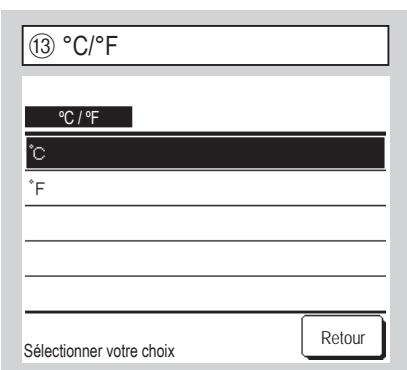 ⑬ °C/°F
°C / °F
°C
°F
Sélectionner votre choix
Retour